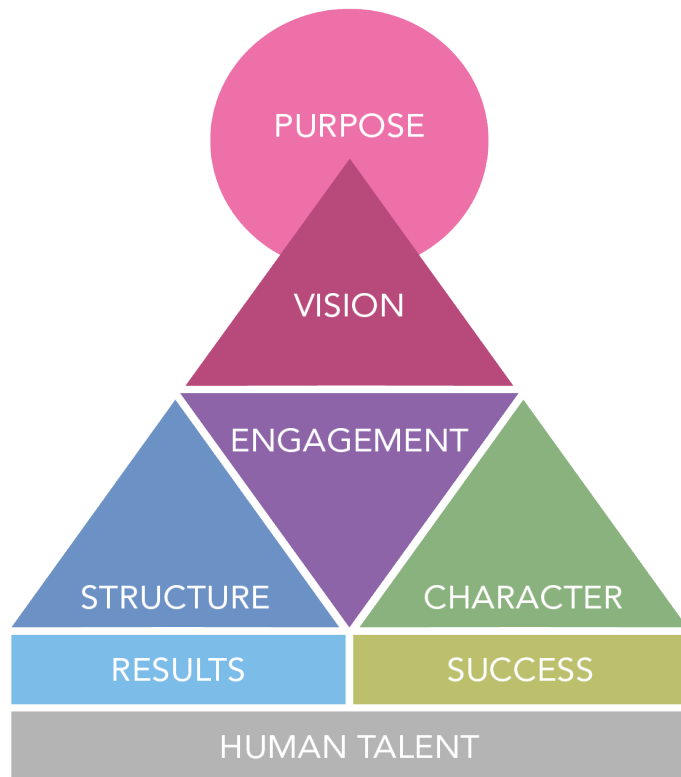 PURPOSE
VISION
ENGAGEMENT
STRUCTURE
CHARACTER
RESULTS
SUCCESS
HUMAN TALENT